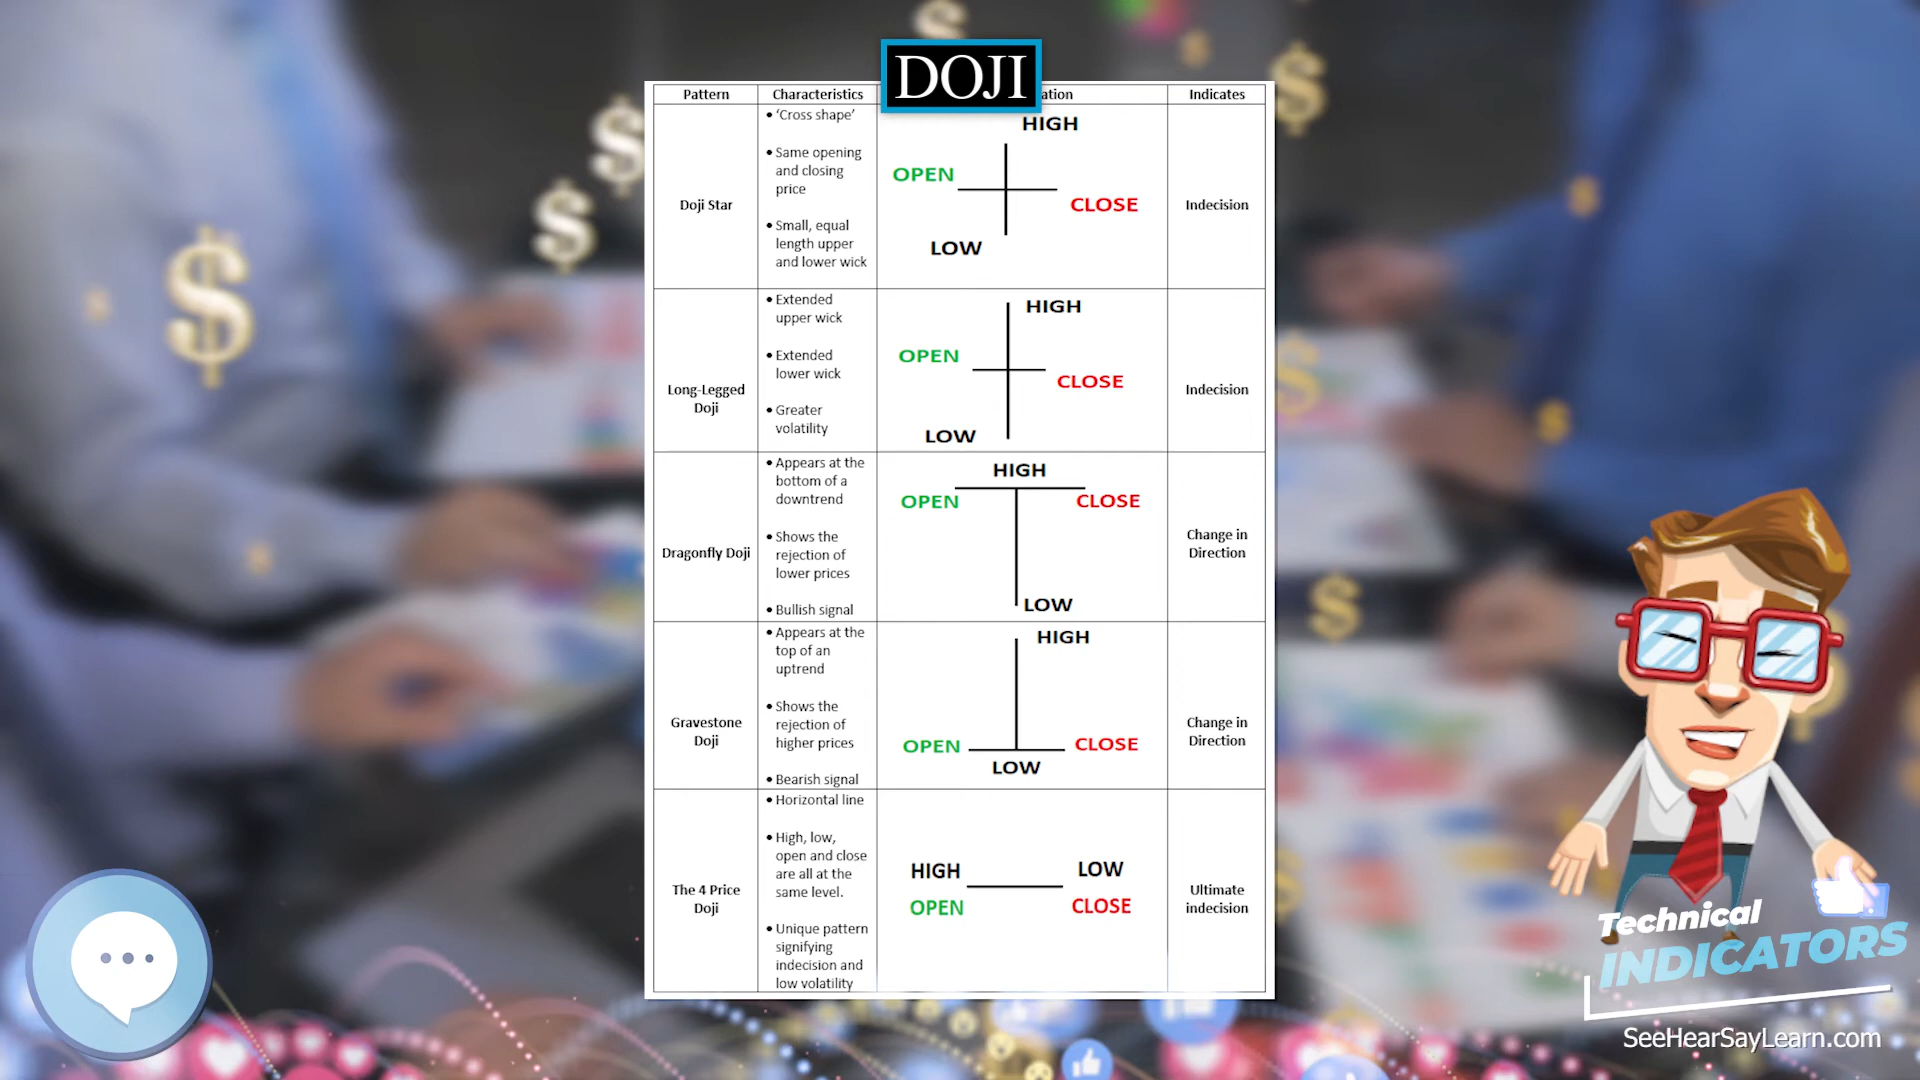 DOJI
Pattern
Characteristics
ation
Indicates
Doji Star
• ‘Cross shape’
• Same opening
and closing
price
• Small, equal
length upper
and lower wick
HIGH
OPEN
CLOSE
LOW
Indecision
Long-Legged
Doji
• Extended
upper wick
• Extended
lower wick
• Greater
volatility
HIGH
OPEN
CLOSE
LOW
Indecision
Dragonfly Doji
• Appears at the
bottom of a
downtrend
• Shows the
rejection of
lower prices
• Bullish signal
HIGH
OPEN
CLOSE
LOW
Change in
Direction
Gravestone
Doji
• Appears at the
top of an
uptrend
• Shows the
rejection of
higher prices
• Bearish signal
HIGH
OPEN
CLOSE
LOW
Change in
Direction
The 4 Price
Doji
• Horizontal line
• High, low,
open and close
are all at the
same level.
• Unique pattern
signifying
indecision and
low volatility
HIGH
LOW
OPEN
CLOSE
Ultimate
indecision
Technical
INDICATORS
SeeHearSayLearn.com